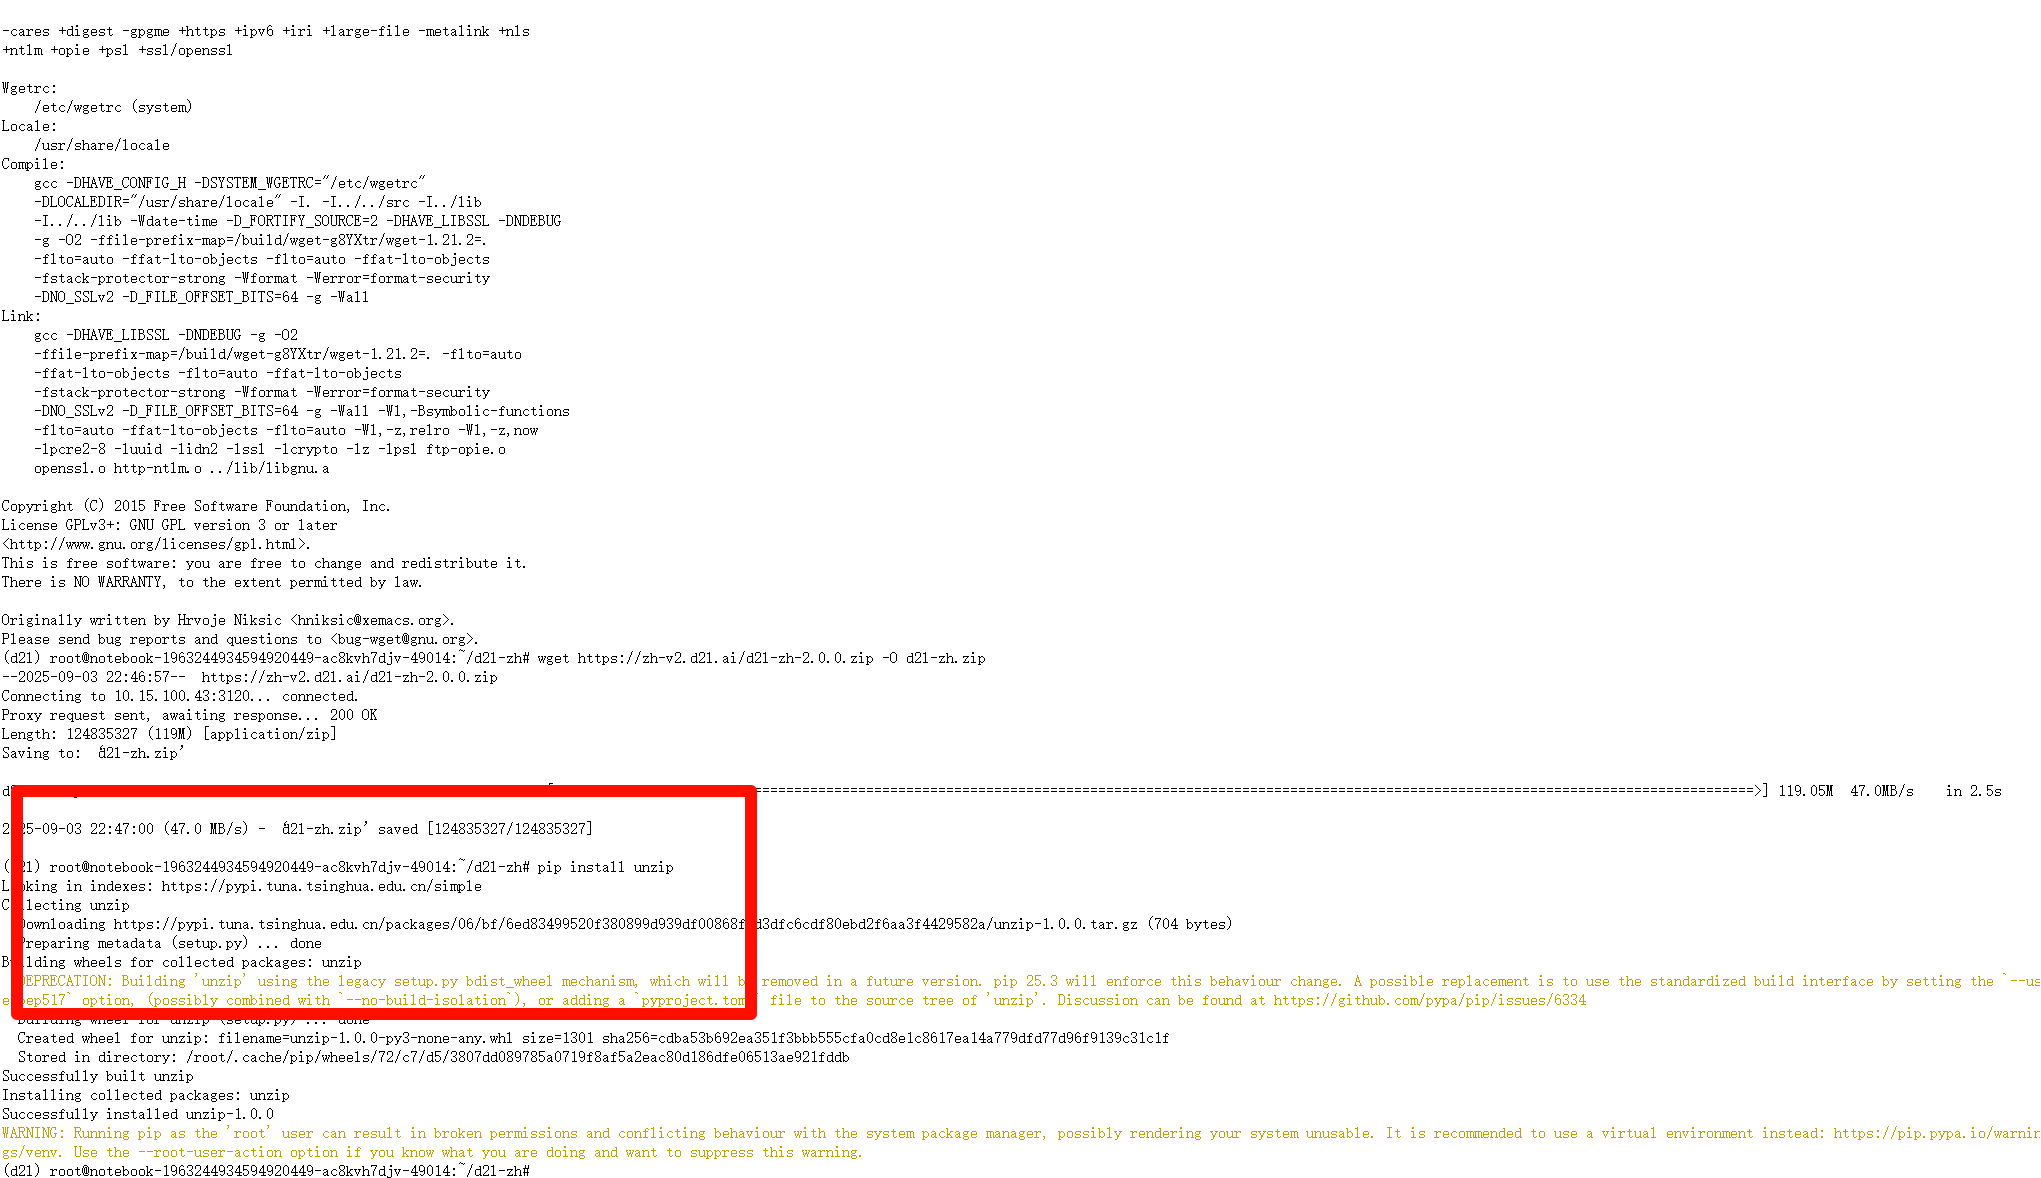 -cares +digest -gpgme +https +ipv6 +iri +large-file -metalink +nls
+ntlm +opie +psl +ssl/openssl
Wgetrc:
/etc/wgetrc (system)
Locale:
/usr/share/locale
Compile:
gcc -DHAVE_CONFIG_H -DSYSTEM_WGETRC="/etc/wgetrc"
-DLOCALEDIR="/usr/share/locale" -I. -I../../src -I../lib
-I../../lib -Wdate-time -D_FORTIFY_SOURCE=2 -DHAVE_LIBSSL -DNDEBUG
-g -O2 -ffile-prefix-map=/build/wget-g8YXtr/wget-1.21.2=.
-flto=auto -ffat-lto-objects -flto=auto -ffat-lto-objects
-fstack-protector-strong -Wformat -Werror=format-security
-DNO_SSLv2 -D_FILE_OFFSET_BITS=64 -g -Wall
Link:
gcc -DHAVE_LIBSSL -DNDEBUG -g -O2
-ffile-prefix-map=/build/wget-g8YXtr/wget-1.21.2=. -flto=auto
-ffat-lto-objects -flto=auto -ffat-lto-objects
-fstack-protector-strong -Wformat -Werror=format-security
-DNO_SSLv2 -D_FILE_OFFSET_BITS=64 -g -Wall -Wl,-Bsymbolic-functions
-flto=auto -ffat-lto-objects -flto=auto -Wl,-z,relro -Wl,-z,now
-lpcre2-8 -luuid -lidn2 -lssl -lcrypto -lz -lpsl ftp-opie.o
openssl.o http-ntlm.o ../lib/libgnu.a
Copyright (C) 2015 Free Software Foundation, Inc.
License GPLv3+: GNU GPL version 3 or later
<http://www.gnu.org/licenses/gpl.html>.
This is free software: you are free to change and redistribute it.
There is NO WARRANTY, to the extent permitted by law.
Originally written by Hrvoje Niksic <hniksic@xemacs.org>.
Please send bug reports and questions to <bug-wget@gnu.org>.
(d2l) root@notebook-1963244934594920449-ac8kvh7djv-49014:~/d2l-zh# wget https://zh-v2.d2l.ai/d2l-zh-2.0.0.zip -O d2l-zh.zip
--2025-09-03 22:46:57--  https://zh-v2.d2l.ai/d2l-zh-2.0.0.zip
Connecting to 10.15.100.43:3120... connected.
Proxy request sent, awaiting response... 200 OK
Length: 124835327 (119M) [application/zip]
Saving to: ‘d2l-zh.zip’
===========>] 119.05M 47.0MB/s in 2.5s
22:47:00 (47.0 MB/s) - ‘d2l-zh.zip’ saved [124835327/124835327]
root@notebook-1963244934594920449-ac8kvh7djv-49014:~/d2l-zh# pip install unzip
Looking in indexes: https://pypi.tuna.tsinghua.edu.cn/simple
Collecting unzip
Downloading https://pypi.tuna.tsinghua.edu.cn/packages/06/bf/6ed83499520f380899d939df00868f d3dfc6cdf80ebd2f6aa3f4429582a/unzip-1.0.0.tar.gz (704 bytes)
Preparing metadata (setup.py) ... done
Building wheels for collected packages: unzip
DEPRECATION: Building 'unzip' using the legacy setup.py bdist_wheel mechanism, which will be removed in a future version. pip 25.3 will enforce this behaviour change. A possible replacement is to use the standardized build interface by setting the `--us
e-pep517` option, (possibly combined with `--no-build-isolation`), or adding a `pyproject.toml` file to the source tree of 'unzip'. Discussion can be found at https://github.com/pypa/pip/issues/6334
Building wheel for unzip (setup.py) ... done
Created wheel for unzip: filename=unzip-1.0.0-py3-none-any.whl size=1301 sha256=cdba53b692ea351f3bbb555cfa0cd8e1c8617ea14a779dfd77d96f9139c31c1f
Stored in directory: /root/.cache/pip/wheels/72/c7/d5/3807dd089785a0719f8af5a2eac80d186dfe06513ae921fddb
Successfully built unzip
Installing collected packages: unzip
Successfully installed unzip-1.0.0
WARNING: Running pip as the 'root' user can result in broken permissions and conflicting behaviour with the system package manager, possibly rendering your system unusable. It is recommended to use a virtual environment instead: https://pip.pypa.io/warnin
gs/venv. Use the --root-user-action option if you know what you are doing and want to suppress this warning.
(d2l) root@notebook-1963244934594920449-ac8kvh7djv-49014:~/d2l-zh#